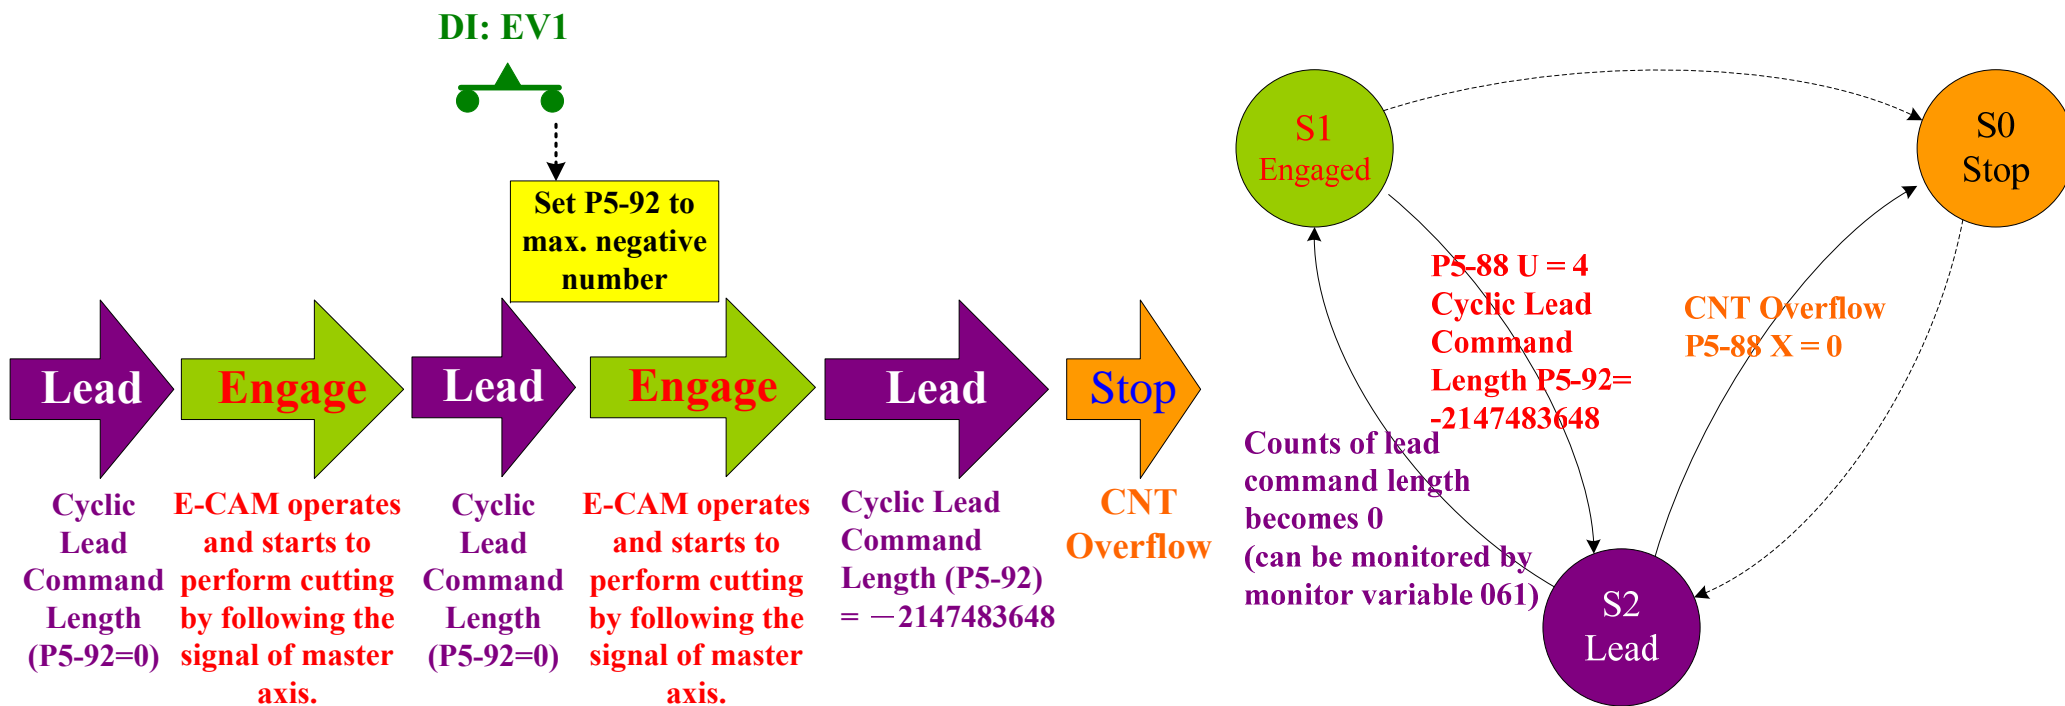 DI: EV1
Set P5-92 to
max. negative
number
Lead
Engage
Lead
Engage
Lead
Stop
Cyclic
Lead
Command
Length
(P5-92=0)
E-CAM operates
and starts to
perform cutting
by following the
signal of master
axis.
Cyclic
Lead
Command
Length
(P5-92=0)
E-CAM operates
and starts to
perform cutting
by following the
signal of master
axis.
Cyclic Lead
Command
Length (P5-92)
= －2147483648
CNT
Overflow
S1
Engaged
S0
Stop
P5-88 U = 4
Cyclic Lead
Command
Length P5-92=
-2147483648
CNT Overflow
P5-88 X = 0
Counts of lead
command length
becomes 0
(can be monitored by
monitor variable 061)
S2
Lead